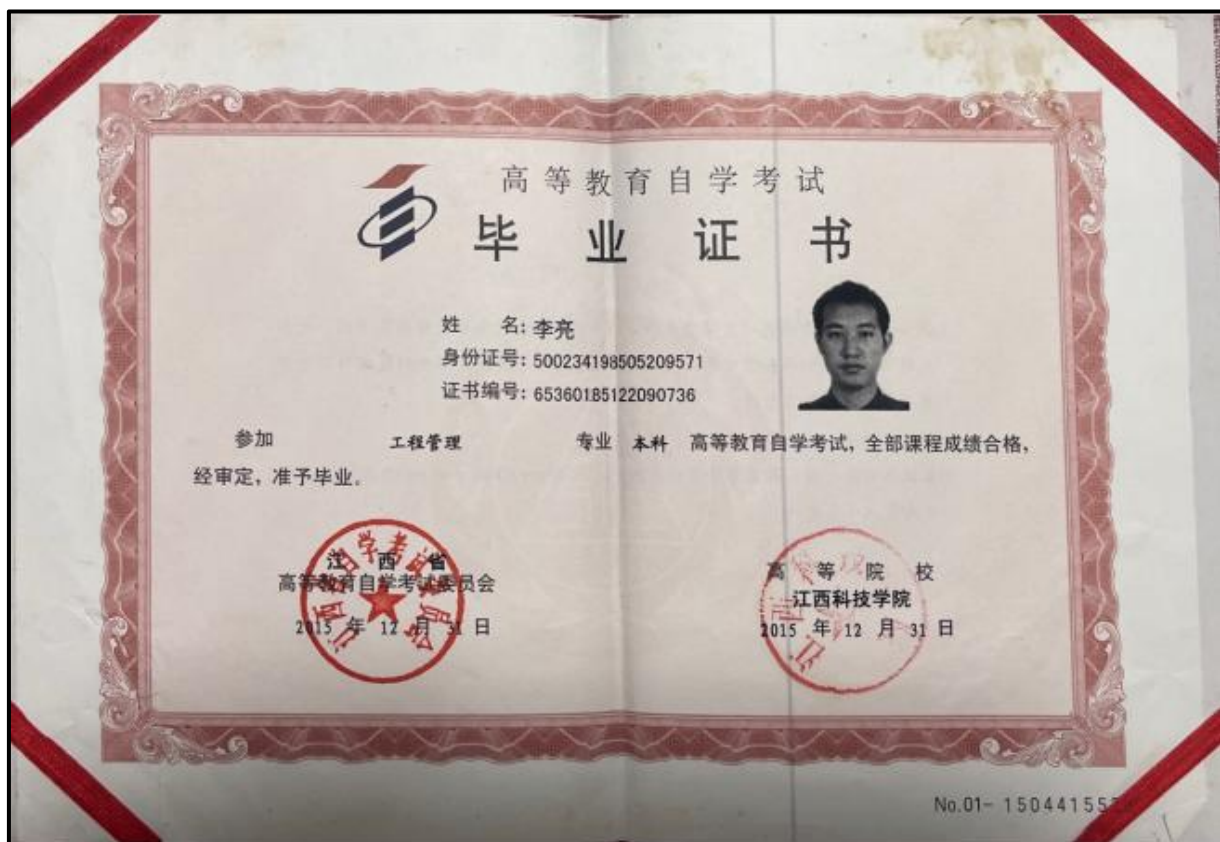 高等教育自学考试
毕业证书
姓 名: 李亮
身份证号: 500234198505209571
证书编号: 65360185122090736
参加 工程管理 专业 本科 高等教育自学考试, 全部课程成绩合格,
经审定, 准予毕业。
江 西 省
高等教育自学考试委员会
2015 年 12 月 31 日
高 等 院 校
江西科技学院
2015 年 12 月 31 日
No.01-